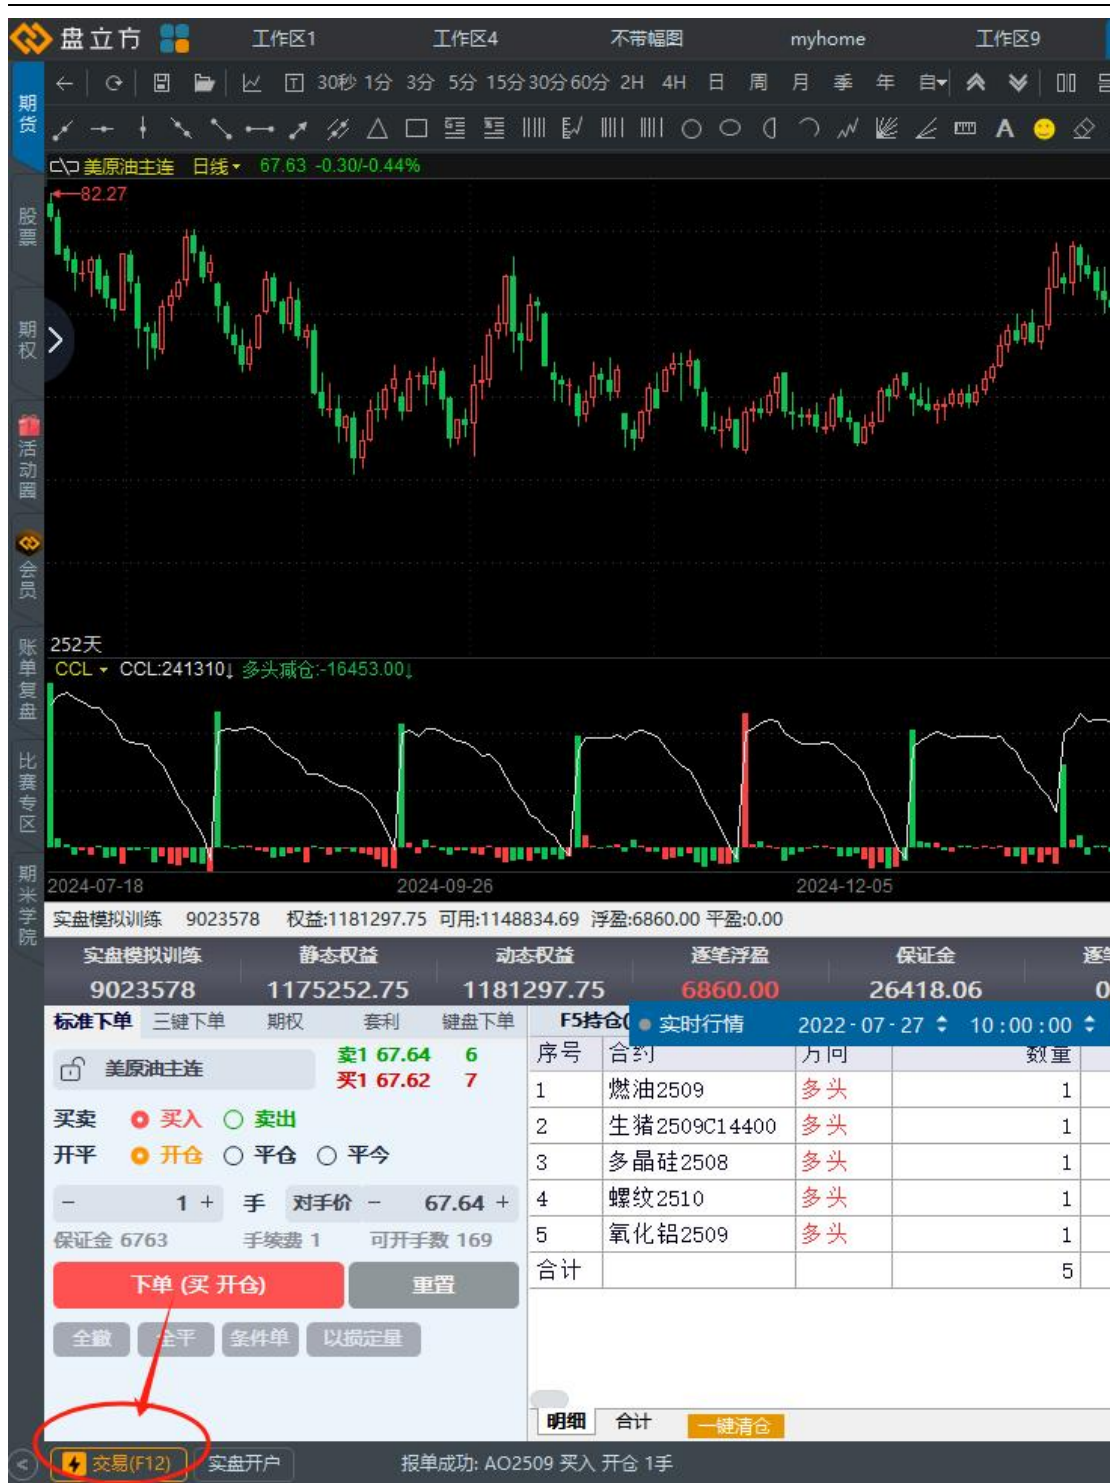 盘立方 工作区1 工作区4 不带幅图 myhome 工作区9
30秒 1分 3分 5分 15分 30分 60分 2H 4H 日 周 月 季 年 自
期货
股票
期权
活动圈
会员
账单复盘
比赛专区
期米学院
美原油主连 日线 67.63 -0.30/-0.44%
82.27
252天
CCL CCL:241310↓ 多头减仓:-16453.00↓
2024-07-18 2024-09-26 2024-12-05
实盘模拟训练 9023578 权益:1181297.75 可用:1148834.69 浮盈:6860.00 平盈:0.00
实盘模拟训练 静态权益 动态权益 逐笔浮盈 保证金 逐
9023578 1175252.75 1181297.75 6860.00 26418.06 0
标准下单 三键下单 期权 套利 键盘下单
F5持仓( 实时行情 2022-07-27 10:00:00
美原油主连
卖1 67.64 6
买1 67.62 7
买卖 买入 卖出
开平 开仓 平仓 平今
- 1 + 手 对手价 - 67.64 +
保证金 6763 手续费 1 可开手数 169
下单 (买 开仓) 重置
全撤 全平 条件单 以损定量
序号 合约 方向 数量
1 燃油2509 多头 1
2 生猪2509C14400 多头 1
3 多晶硅2508 多头 1
4 螺纹2510 多头 1
5 氧化铝2509 多头 1
合计 5
明细 合计 一键清仓
交易(F12) 实盘开户 报单成功: AO2509 买入 开仓 1手